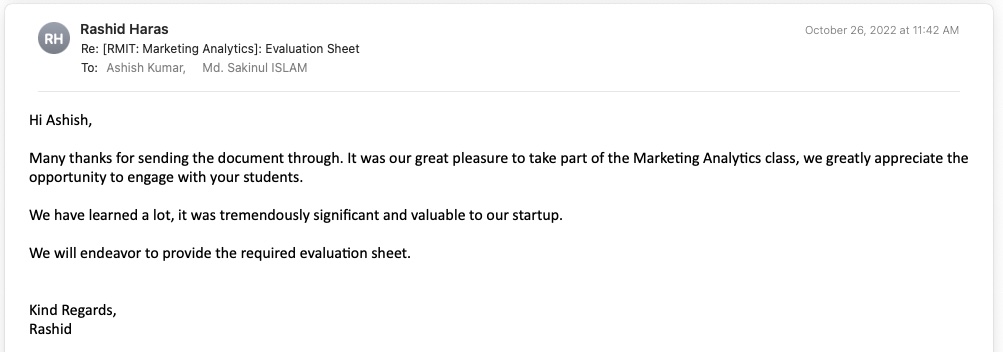 RH
Rashid Haras
October 26, 2022 at 11:42 AM
Re: [RMIT: Marketing Analytics]: Evaluation Sheet
To: Ashish Kumar, Md. Sakinul ISLAM
Hi Ashish,
Many thanks for sending the document through. It was our great pleasure to take part of the Marketing Analytics class, we greatly appreciate the
opportunity to engage with your students.
We have learned a lot, it was tremendously significant and valuable to our startup.
We will endeavor to provide the required evaluation sheet.
Kind Regards,
Rashid